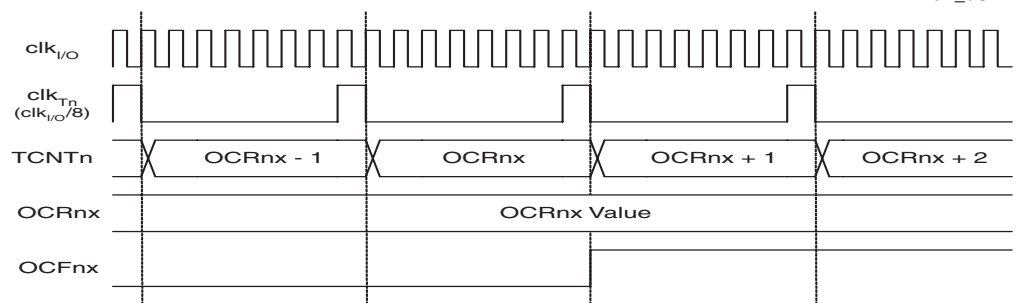 clkI/O
clkTn
(clkI/O/8)
TCNTn OCRnx - 1 OCRnx OCRnx + 1 OCRnx + 2
OCRnx OCRnx Value
OCFnx